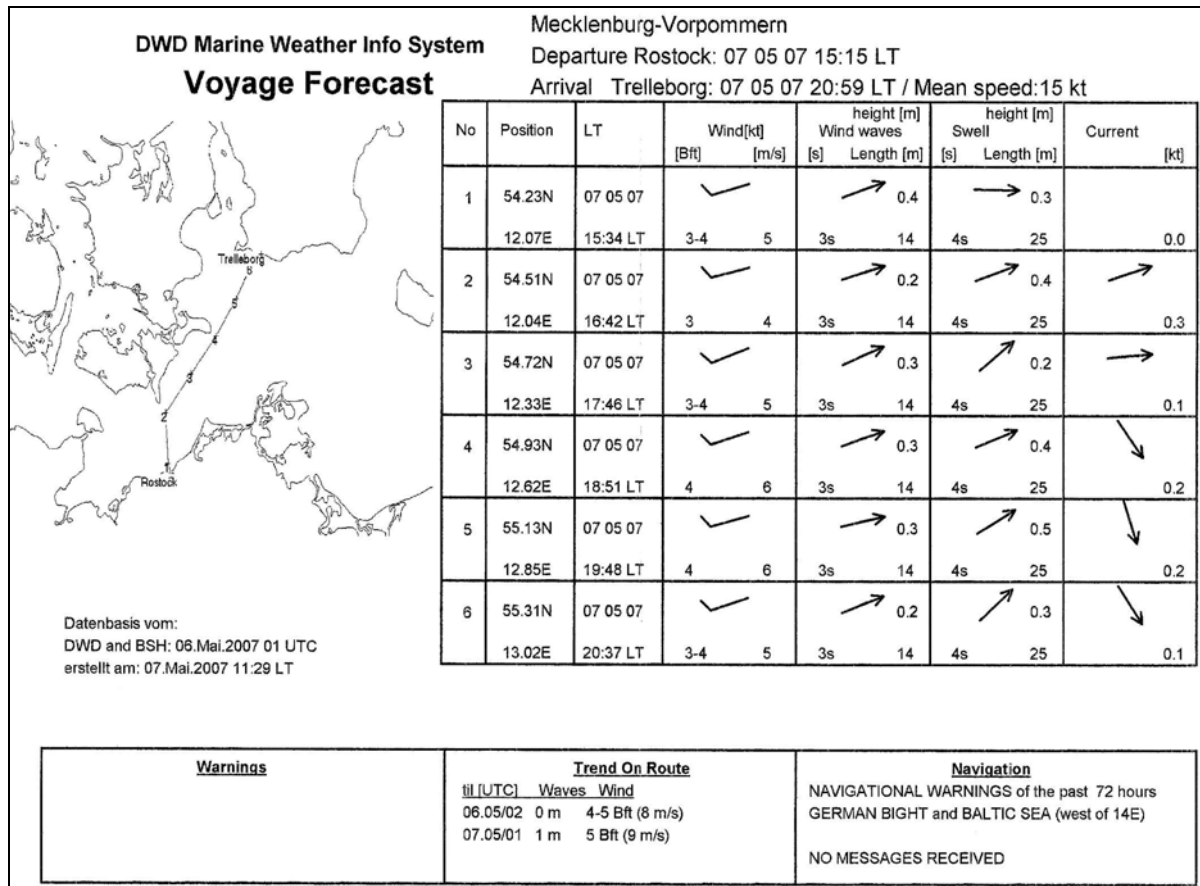 DWD Marine Weather Info System
Voyage Forecast
Mecklenburg-Vorpommern
Departure Rostock: 07 05 07 15:15 LT
Arrival Trelleborg: 07 05 07 20:59 LT / Mean speed:15 kt
Trelleborg
6
5
4
3
2
1
Rostock
No Position LT Wind[kt] height [m] height [m] Current
Wind waves Swell
[Bft] [m/s] [s] Length [m] [s] Length [m] [kt]
1 54.23N 07 05 07 0.4 0.3
12.07E 15:34 LT 3-4 5 3s 14 4s 25 0.0
2 54.51N 07 05 07 0.2 0.4
12.04E 16:42 LT 3 4 3s 14 4s 25 0.3
3 54.72N 07 05 07 0.3 0.2
12.33E 17:46 LT 3-4 5 3s 14 4s 25 0.1
4 54.93N 07 05 07 0.3 0.4
12.62E 18:51 LT 4 6 3s 14 4s 25 0.2
5 55.13N 07 05 07 0.3 0.5
12.85E 19:48 LT 4 6 3s 14 4s 25 0.2
6 55.31N 07 05 07 0.2 0.3
13.02E 20:37 LT 3-4 5 3s 14 4s 25 0.1
Datenbasis vom:
DWD and BSH: 06.Mai.2007 01 UTC
erstellt am: 07.Mai.2007 11:29 LT
Warnings
Trend On Route
til [UTC] Waves Wind
06.05/02 0 m 4-5 Bft (8 m/s)
07.05/01 1 m 5 Bft (9 m/s)
Navigation
NAVIGATIONAL WARNINGS of the past 72 hours
GERMAN BIGHT and BALTIC SEA (west of 14E)
NO MESSAGES RECEIVED